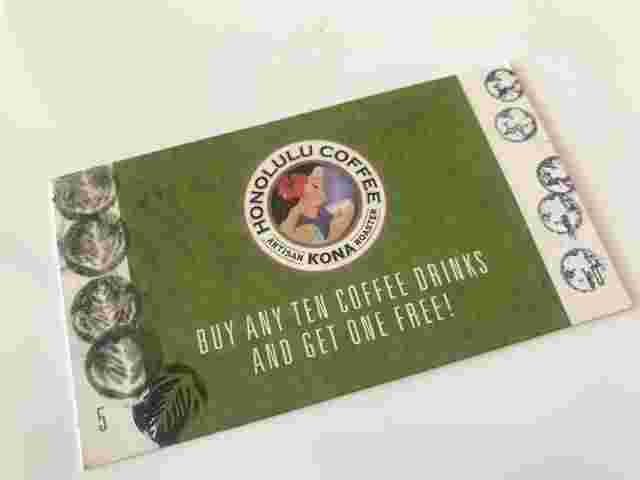 HONOLULU COFFEE
ARTISAN KONA ROASTER
BUY ANY TEN COFFEE DRINKS
AND GET ONE FREE!
5